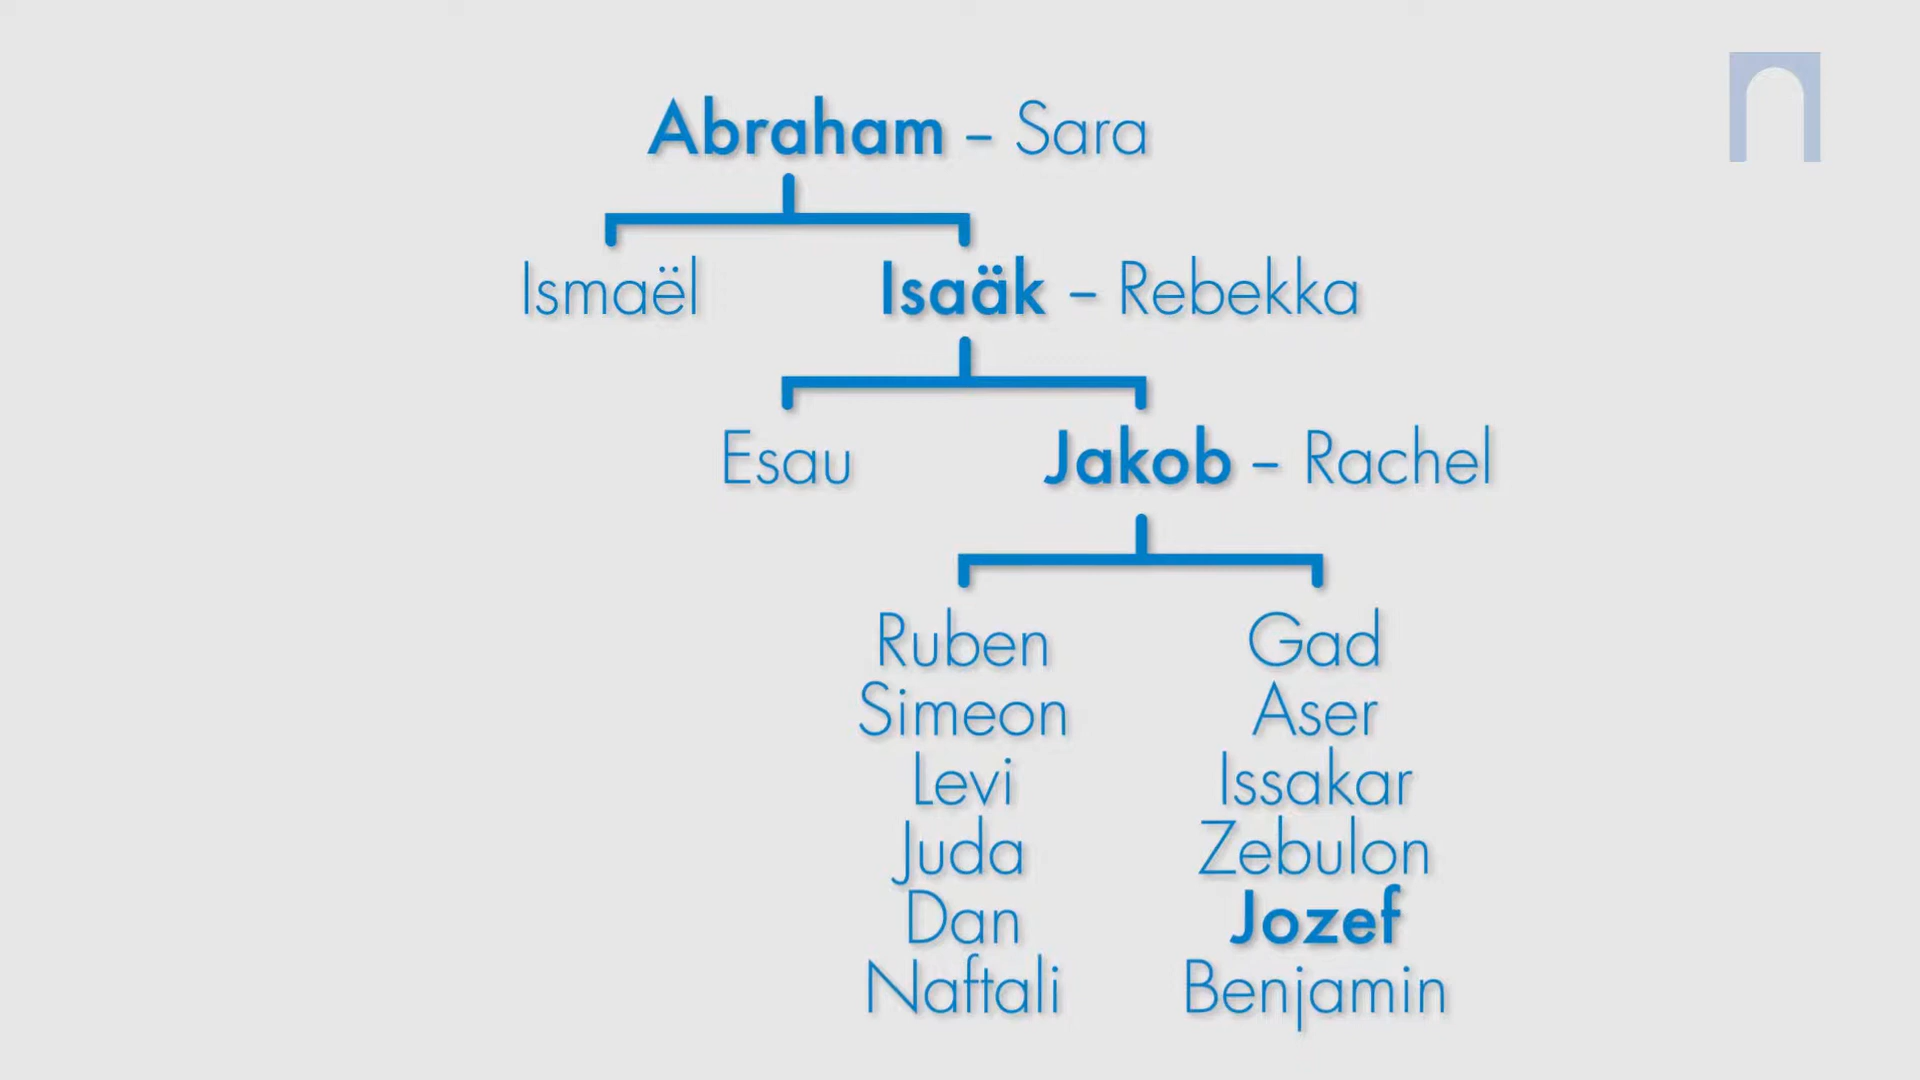 Abraham – Sara
Ismaël Isaäk – Rebekka
Esau Jakob – Rachel
Ruben Gad
Simeon Aser
Levi Issakar
Juda Zebulon
Dan Jozef
Naftali Benjamin